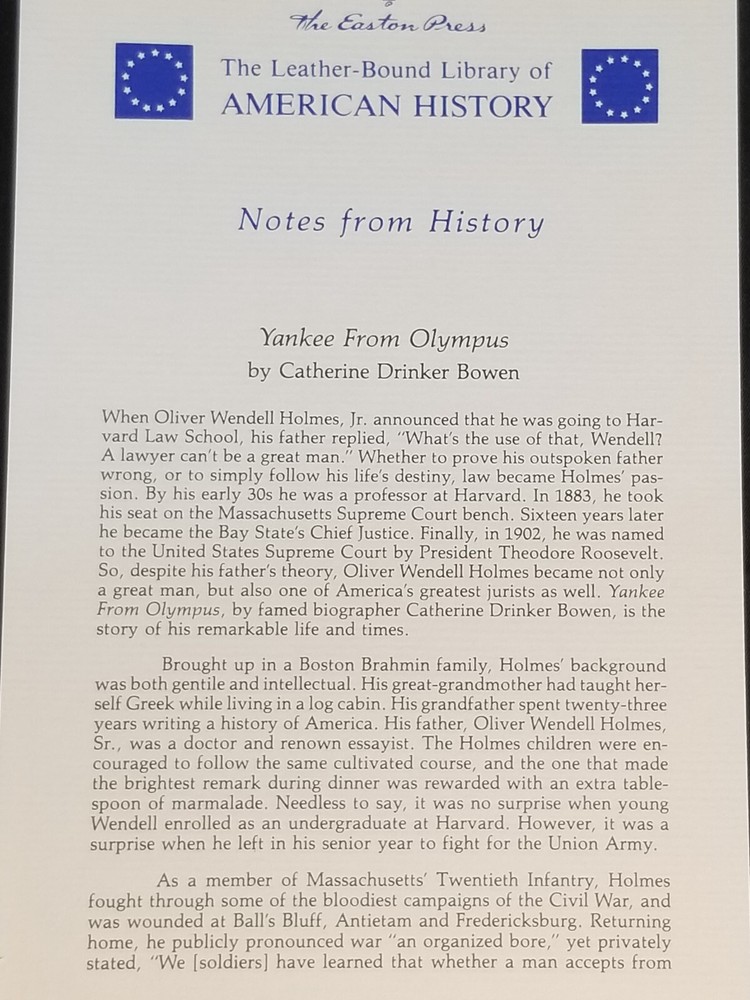 The Easton Press
The Leather-Bound Library of
AMERICAN HISTORY
Notes from History
Yankee From Olympus
by Catherine Drinker Bowen
When Oliver Wendell Holmes, Jr. announced that he was going to Har-
vard Law School, his father replied, "What's the use of that, Wendell?
A lawyer can't be a great man." Whether to prove his outspoken father
wrong, or to simply follow his life's destiny, law became Holmes' pas-
sion. By his early 30s he was a professor at Harvard. In 1883, he took
his seat on the Massachusetts Supreme Court bench. Sixteen years later
he became the Bay State's Chief Justice. Finally, in 1902, he was named
to the United States Supreme Court by President Theodore Roosevelt.
So, despite his father's theory, Oliver Wendell Holmes became not only
a great man, but also one of America's greatest jurists as well. Yankee
From Olympus, by famed biographer Catherine Drinker Bowen, is the
story of his remarkable life and times.
Brought up in a Boston Brahmin family, Holmes' background
was both gentile and intellectual. His great-grandmother had taught her-
self Greek while living in a log cabin. His grandfather spent twenty-three
years writing a history of America. His father, Oliver Wendell Holmes,
Sr., was a doctor and renown essayist. The Holmes children were en-
couraged to follow the same cultivated course, and the one that made
the brightest remark during dinner was rewarded with an extra table-
spoon of marmalade. Needless to say, it was no surprise when young
Wendell enrolled as an undergraduate at Harvard. However, it was a
surprise when he left in his senior year to fight for the Union Army.
As a member of Massachusetts' Twentieth Infantry, Holmes
fought through some of the bloodiest campaigns of the Civil War, and
was wounded at Ball's Bluff, Antietam and Fredericksburg. Returning
home, he publicly pronounced war "an organized bore," yet privately
stated, "We [soldiers] have learned that whether a man accepts from